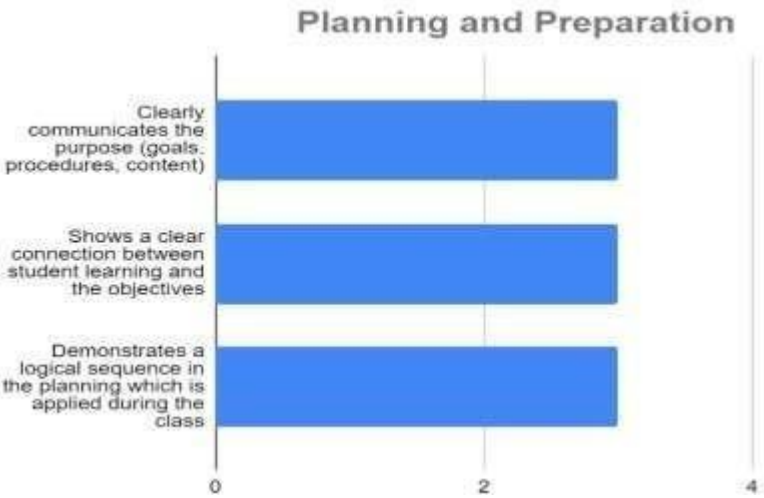 Planning and Preparation
Clearly
communicates the
purpose (goals,
procedures, content)
Shows a clear
connection between
student learning and
the objectives
Demonstrates a
logical sequence in
the planning which is
applied during the
class
0
2
4